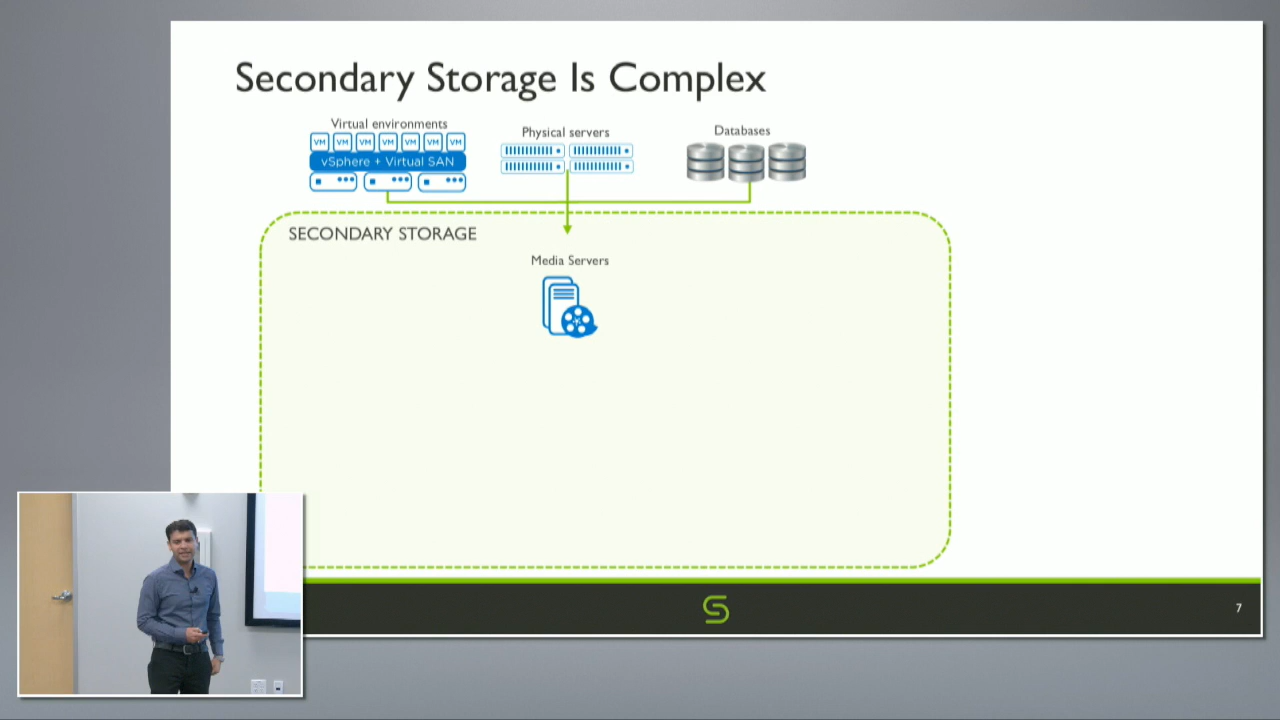 Secondary Storage Is Complex
Virtual environments
VM VM VM VM VM VM VM
vSphere + Virtual SAN
Physical servers
Databases
SECONDARY STORAGE
Media Servers
7